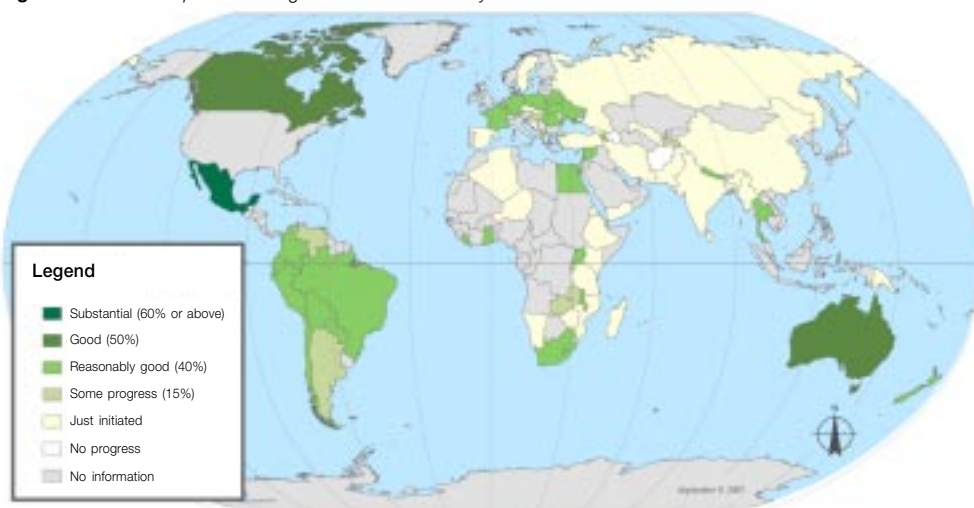 Legend
Substantial (60% or above)
Good (50%)
Reasonably good (40%)
Some progress (15%)
Just initiated
No progress
No information